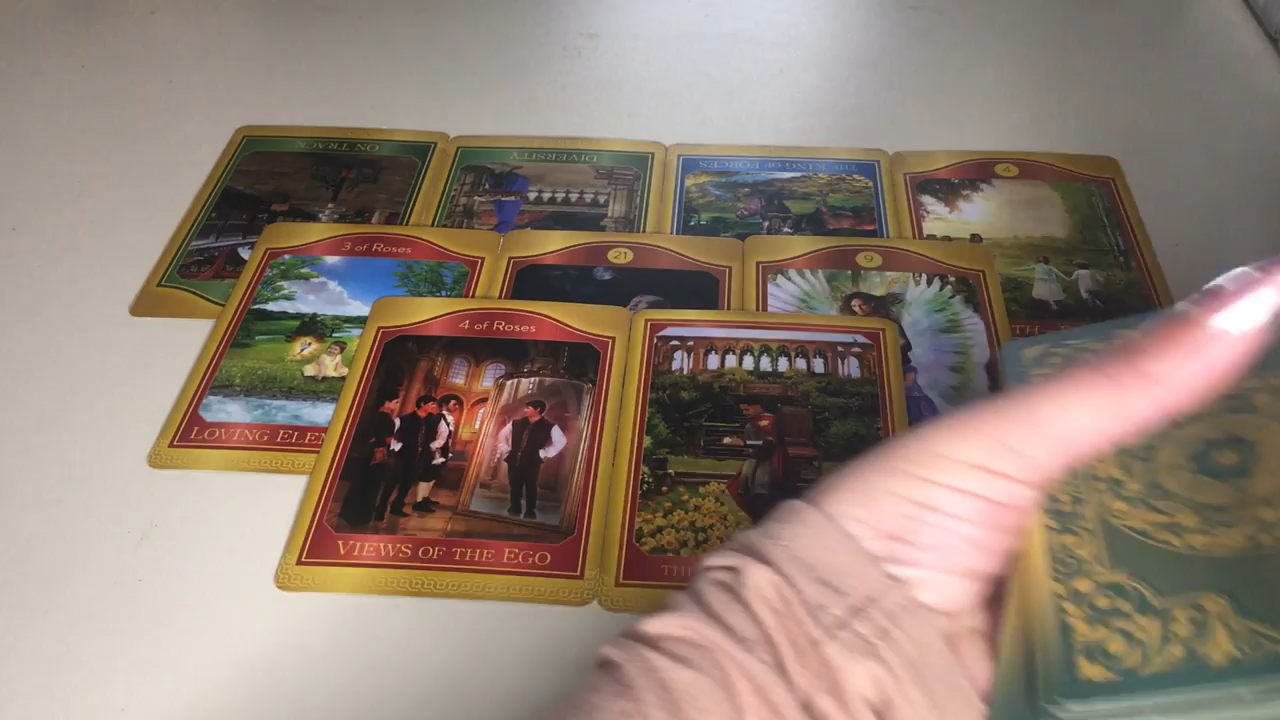 ON TRACK
DIVERSITY
THE KING OF FORCES
4
3 of Roses
21
9
LOVING
4 of Roses
VIEWS OF THE EGO